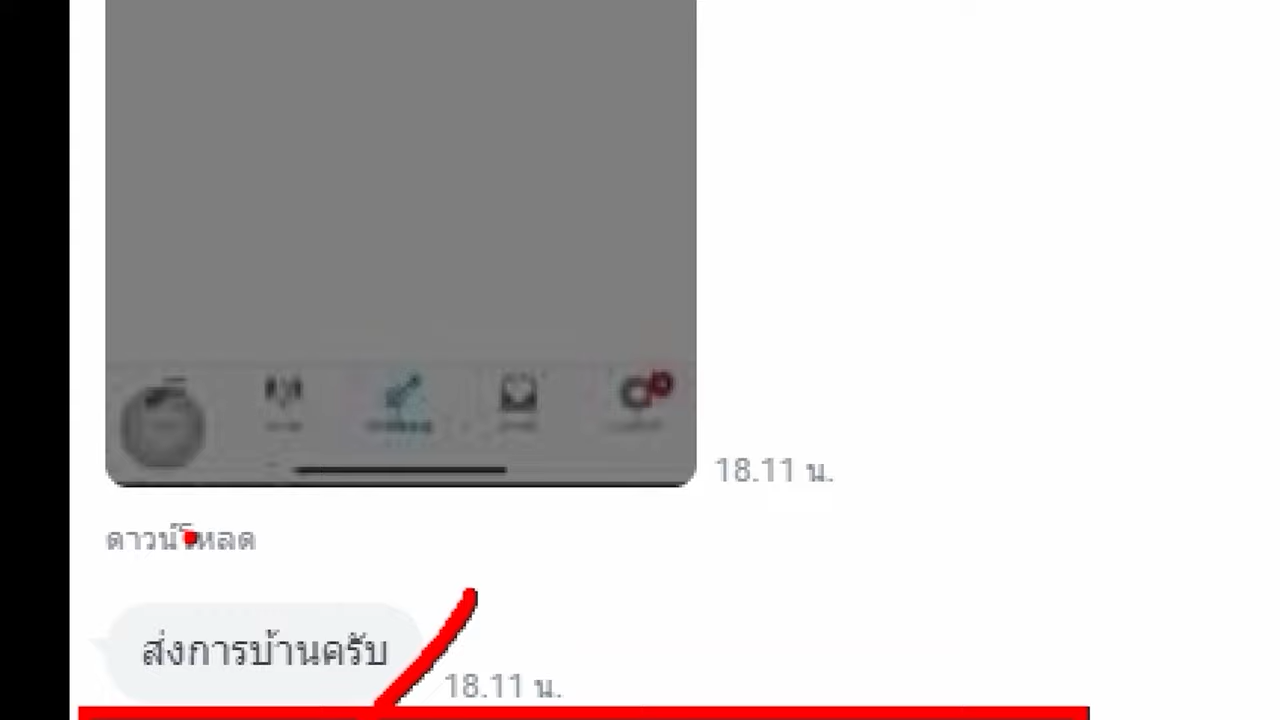 18.11 น.
ดาวน์โหลด
ส่งการบ้านครับ
18.11 น.